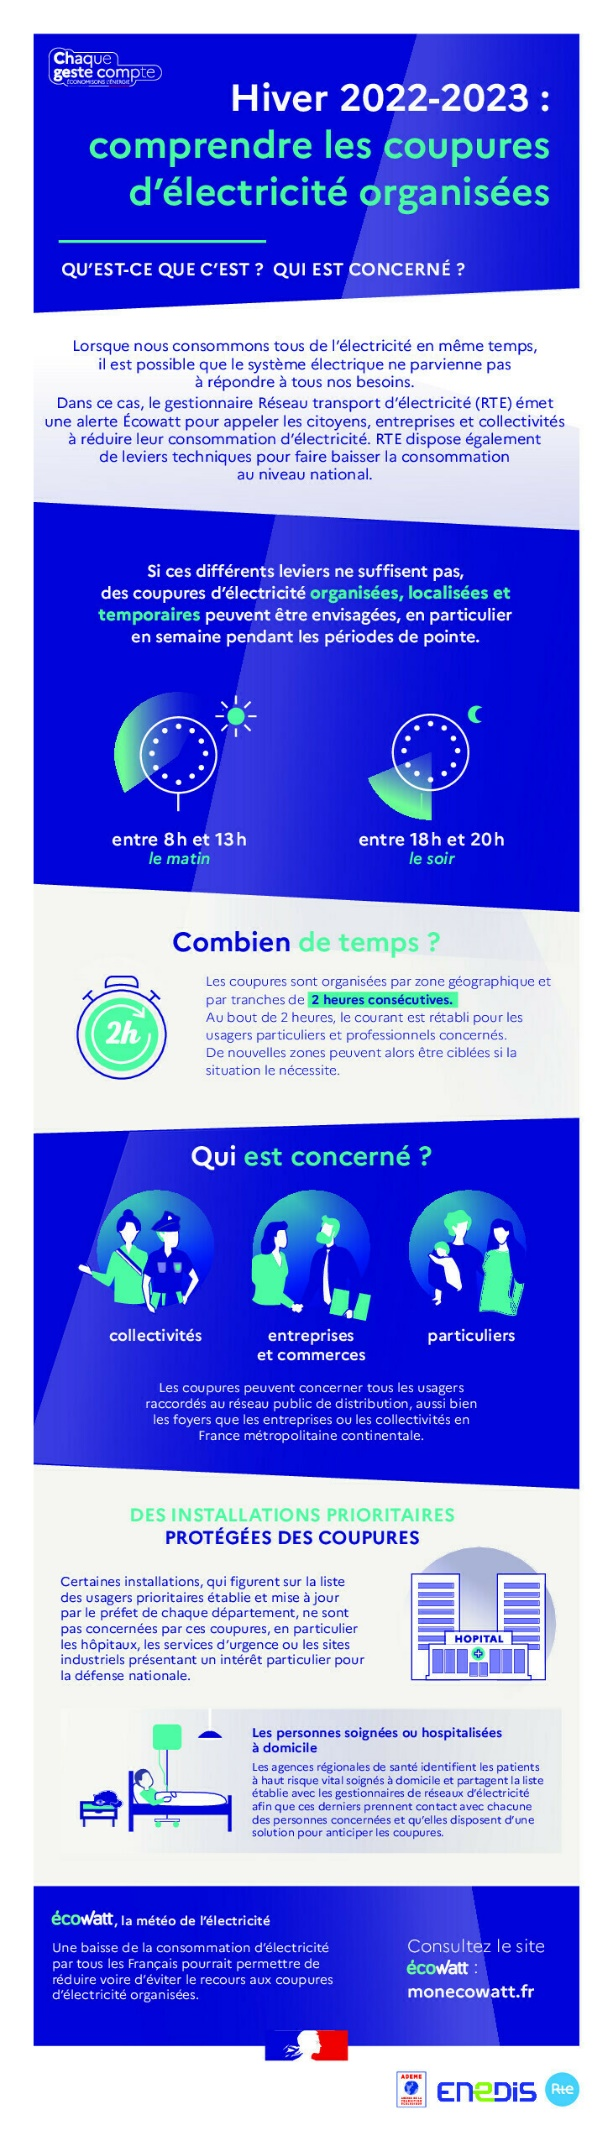 Chaque
geste compte
ÉCONOMISONS L'ÉNERGIE
Hiver 2022-2023 :
comprendre les coupures
d'électricité organisées
QU'EST-CE QUE C'EST ? QUI EST CONCERNÉ ?
Lorsque nous consommons tous de l'électricité en même temps,
il est possible que le système électrique ne parvienne pas
à répondre à tous nos besoins.
Dans ce cas, le gestionnaire Réseau transport d'électricité (RTE) émet
une alerte Écowatt pour appeler les citoyens, entreprises et collectivités
à réduire leur consommation d'électricité. RTE dispose également
de leviers techniques pour faire baisser la consommation
au niveau national.
Si ces différents leviers ne suffisent pas,
des coupures d'électricité organisées, localisées et
temporaires peuvent être envisagées, en particulier
en semaine pendant les périodes de pointe.
entre 8h et 13h
le matin
entre 18h et 20h
le soir
Combien de temps ?
2h
Les coupures sont organisées par zone géographique et
par tranches de 2 heures consécutives.
Au bout de 2 heures, le courant est rétabli pour les
usagers particuliers et professionnels concernés.
De nouvelles zones peuvent alors être ciblées si la
situation le nécessite.
Qui est concerné ?
collectivités
entreprises
et commerces
particuliers
Les coupures peuvent concerner tous les usagers
raccordés au réseau public de distribution, aussi bien
les foyers que les entreprises ou les collectivités en
France métropolitaine continentale.
DES INSTALLATIONS PRIORITAIRES
PROTÉGÉES DES COUPURES
Certaines installations, qui figurent sur la liste
des usagers prioritaires établie et mise à jour
par le préfet de chaque département, ne sont
pas concernées par ces coupures, en particulier
les hôpitaux, les services d'urgence ou les sites
industriels présentant un intérêt particulier pour
la défense nationale.
HOPITAL
Les personnes soignées ou hospitalisées
à domicile
Les agences régionales de santé identifient les patients
à haut risque vital soignés à domicile et partagent la liste
établie avec les gestionnaires de réseaux d'électricité
afin que ces derniers prennent contact avec chacune
des personnes concernées et qu'elles disposent d'une
solution pour anticiper les coupures.
écowatt, la météo de l'électricité
Une baisse de la consommation d'électricité
par tous les Français pourrait permettre de
réduire voire d'éviter le recours aux coupures
d'électricité organisées.
Consultez le site
écowatt :
monecowatt.fr
ADEME
ENEDIS
Rte